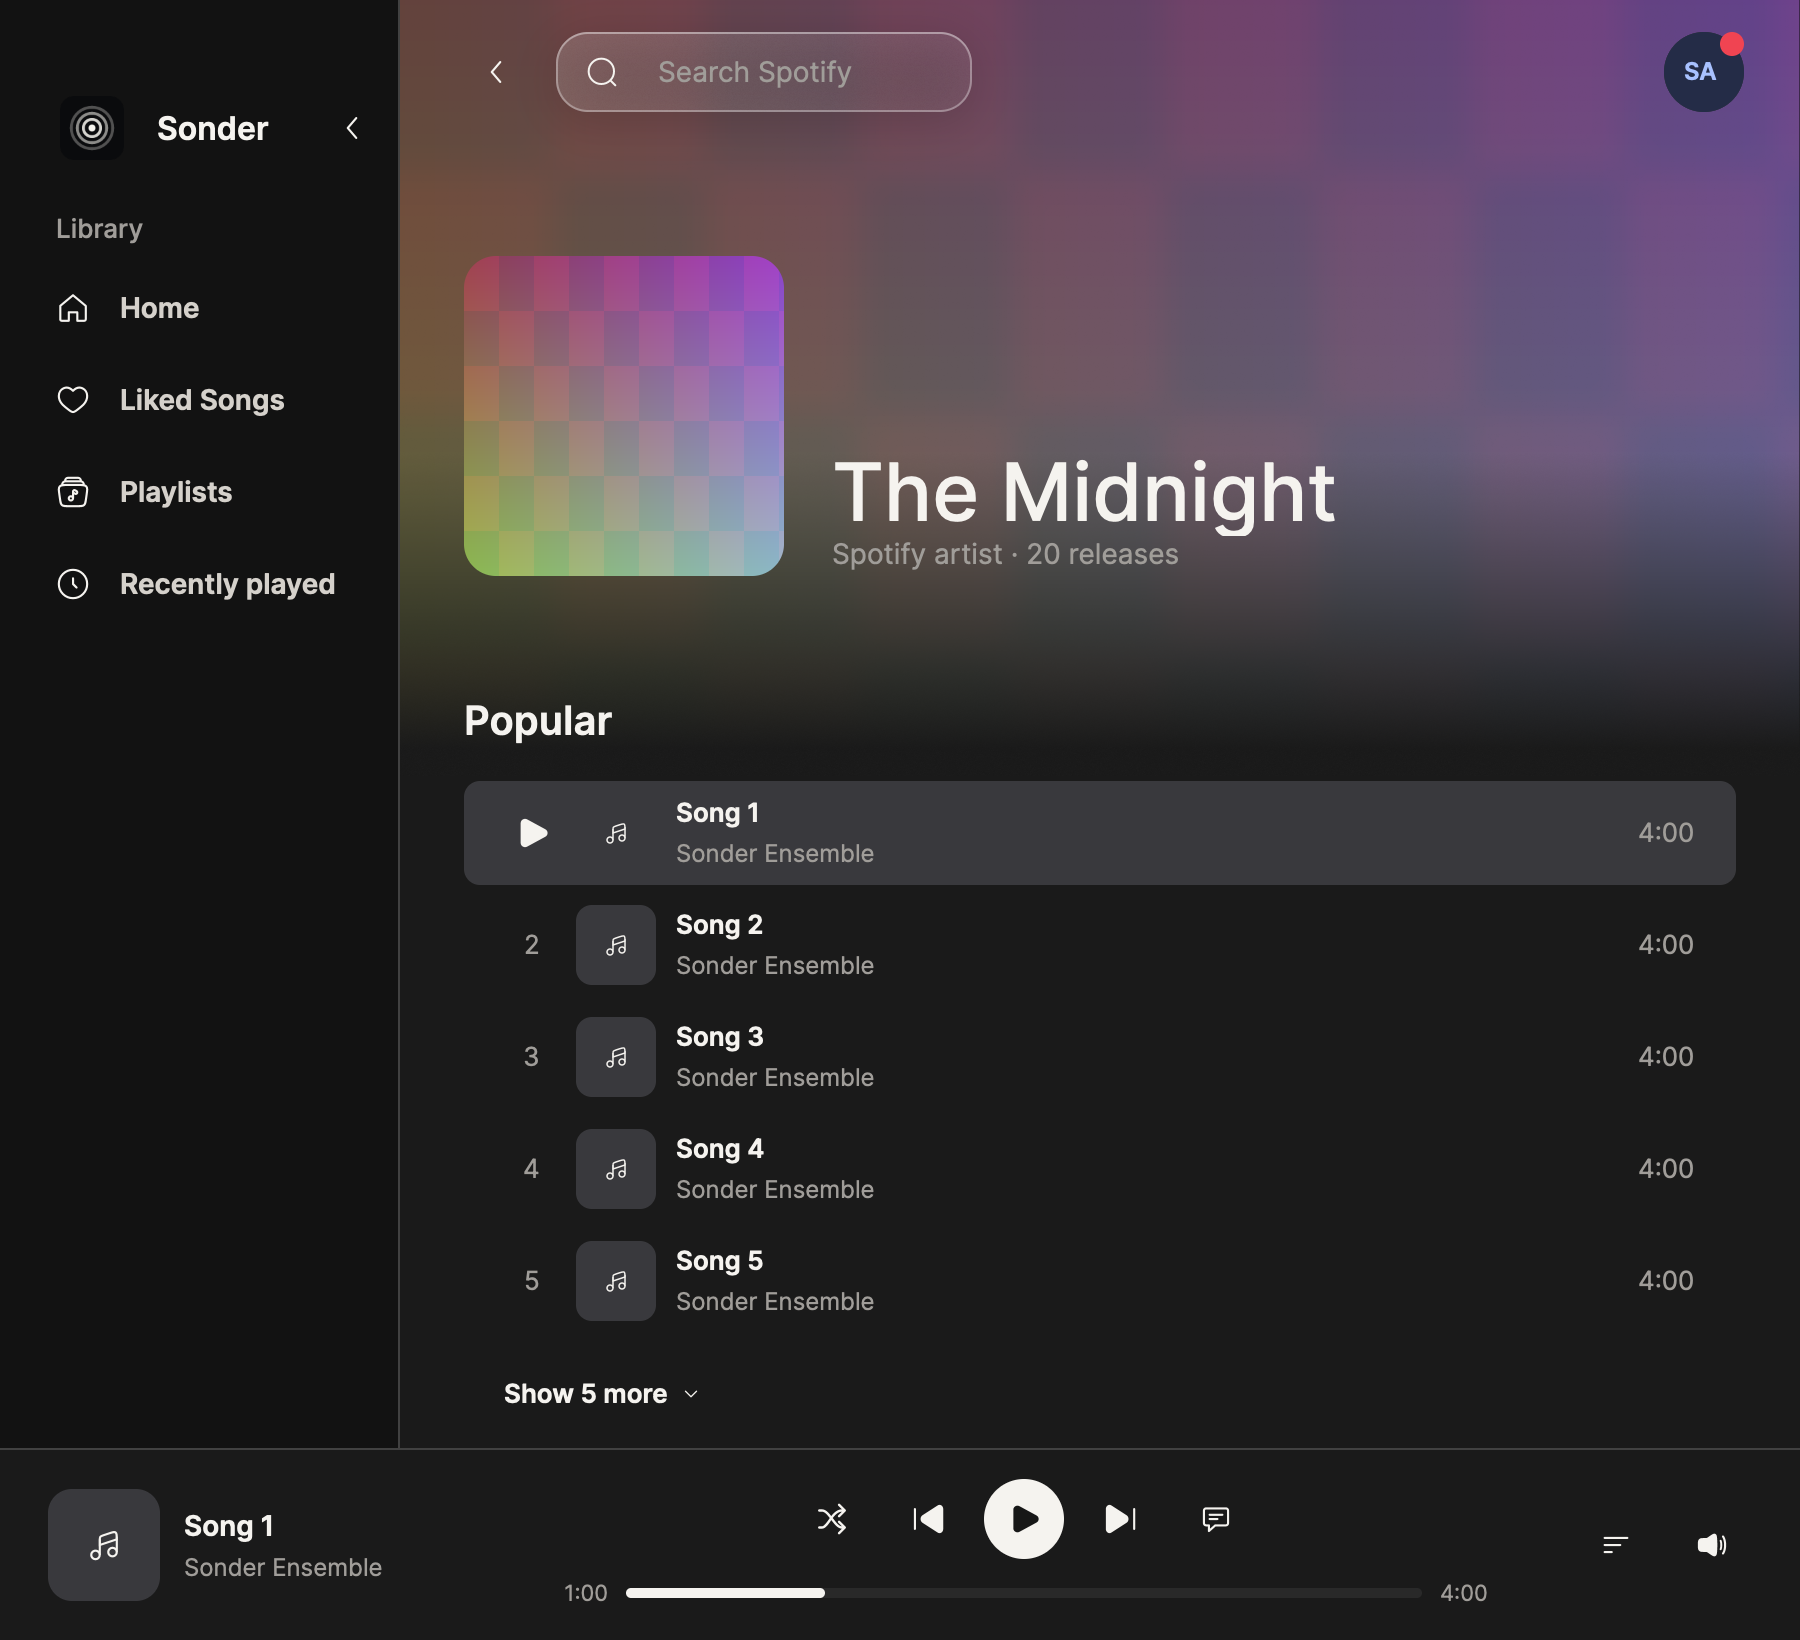 Sonder
Library
Home
Liked Songs
Playlists
Recently played
Search Spotify
SA
The Midnight
Spotify artist · 20 releases
Popular
Song 1
Sonder Ensemble
4:00
2
Song 2
Sonder Ensemble
4:00
3
Song 3
Sonder Ensemble
4:00
4
Song 4
Sonder Ensemble
4:00
5
Song 5
Sonder Ensemble
4:00
Show 5 more
Song 1
Sonder Ensemble
1:00
4:00